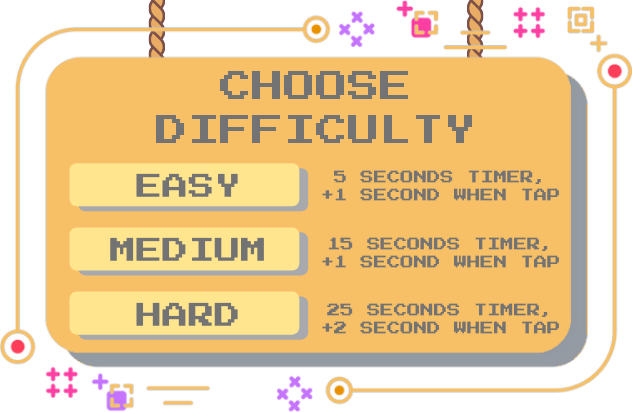 CHOOSE
DIFFICULTY
EASY
5 SECONDS TIMER,
+1 SECOND WHEN TAP
MEDIUM
15 SECONDS TIMER,
+1 SECOND WHEN TAP
HARD
25 SECONDS TIMER,
+2 SECOND WHEN TAP